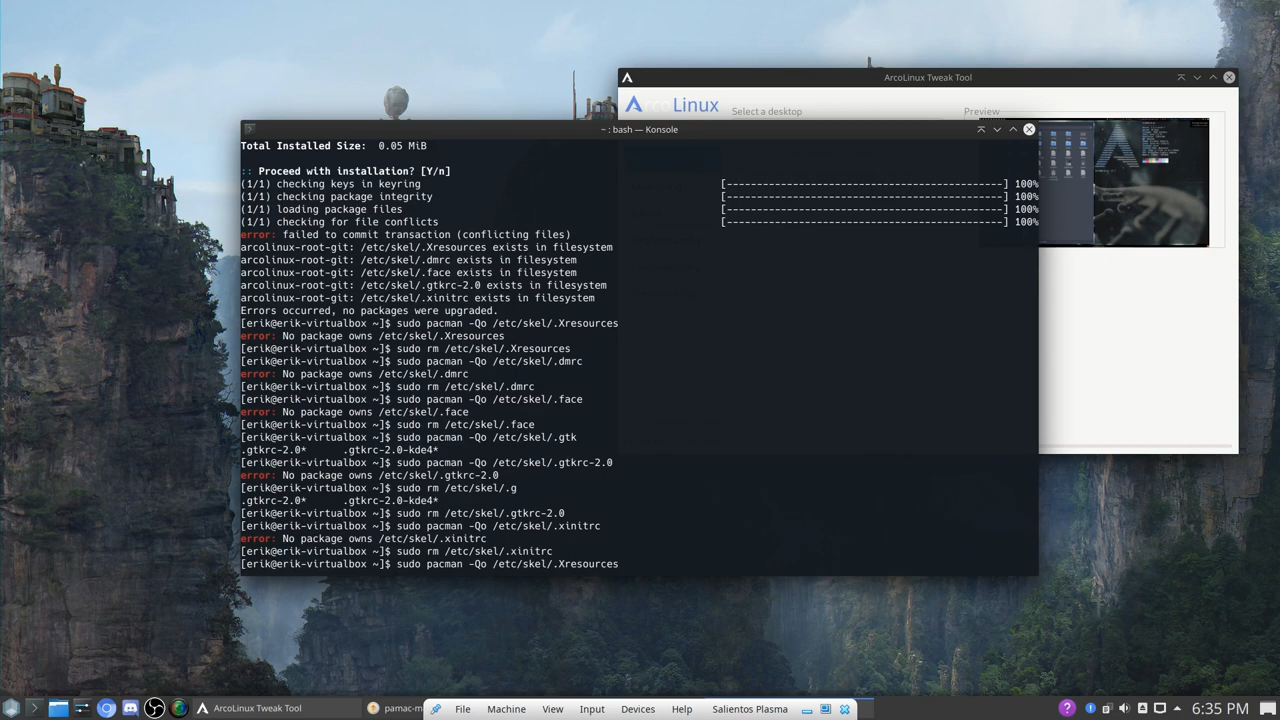 ArcoLinux Tweak Tool
ArcoLinux
Select a desktop
Preview
~ : bash — Konsole
Total Installed Size:  0.05 MiB
:: Proceed with installation? [Y/n]
(1/1) checking keys in keyring [----------------------------------------------] 100%
(1/1) checking package integrity [----------------------------------------------] 100%
(1/1) loading package files [----------------------------------------------] 100%
(1/1) checking for file conflicts [----------------------------------------------] 100%
error: failed to commit transaction (conflicting files)
arcolinux-root-git: /etc/skel/.Xresources exists in filesystem
arcolinux-root-git: /etc/skel/.dmrc exists in filesystem
arcolinux-root-git: /etc/skel/.face exists in filesystem
arcolinux-root-git: /etc/skel/.gtkrc-2.0 exists in filesystem
arcolinux-root-git: /etc/skel/.xinitrc exists in filesystem
Errors occurred, no packages were upgraded.
[erik@erik-virtualbox ~]$ sudo pacman -Qo /etc/skel/.Xresources
error: No package owns /etc/skel/.Xresources
[erik@erik-virtualbox ~]$ sudo rm /etc/skel/.Xresources
[erik@erik-virtualbox ~]$ sudo pacman -Qo /etc/skel/.dmrc
error: No package owns /etc/skel/.dmrc
[erik@erik-virtualbox ~]$ sudo rm /etc/skel/.dmrc
[erik@erik-virtualbox ~]$ sudo pacman -Qo /etc/skel/.face
error: No package owns /etc/skel/.face
[erik@erik-virtualbox ~]$ sudo rm /etc/skel/.face
[erik@erik-virtualbox ~]$ sudo pacman -Qo /etc/skel/.gtk
.gtkrc-2.0*      .gtkrc-2.0-kde4*
[erik@erik-virtualbox ~]$ sudo pacman -Qo /etc/skel/.gtkrc-2.0
error: No package owns /etc/skel/.gtkrc-2.0
[erik@erik-virtualbox ~]$ sudo rm /etc/skel/.g
.gtkrc-2.0*      .gtkrc-2.0-kde4*
[erik@erik-virtualbox ~]$ sudo rm /etc/skel/.gtkrc-2.0
[erik@erik-virtualbox ~]$ sudo pacman -Qo /etc/skel/.xinitrc
error: No package owns /etc/skel/.xinitrc
[erik@erik-virtualbox ~]$ sudo rm /etc/skel/.xinitrc
[erik@erik-virtualbox ~]$ sudo pacman -Qo /etc/skel/.Xresources
ArcoLinux Tweak Tool
pamac-m
File Machine View Input Devices Help Salientos Plasma
6:35 PM